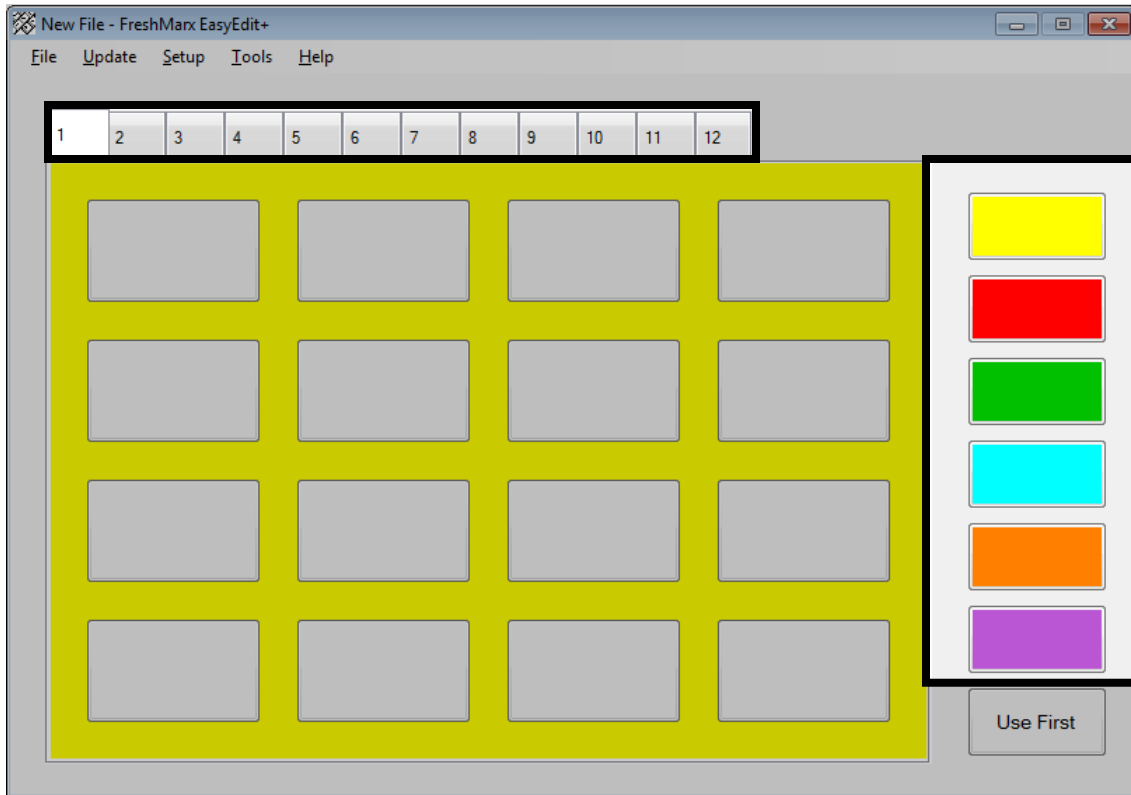 New File - FreshMarx EasyEdit+
File Update Setup Tools Help
1 2 3 4 5 6 7 8 9 10 11 12
Use First